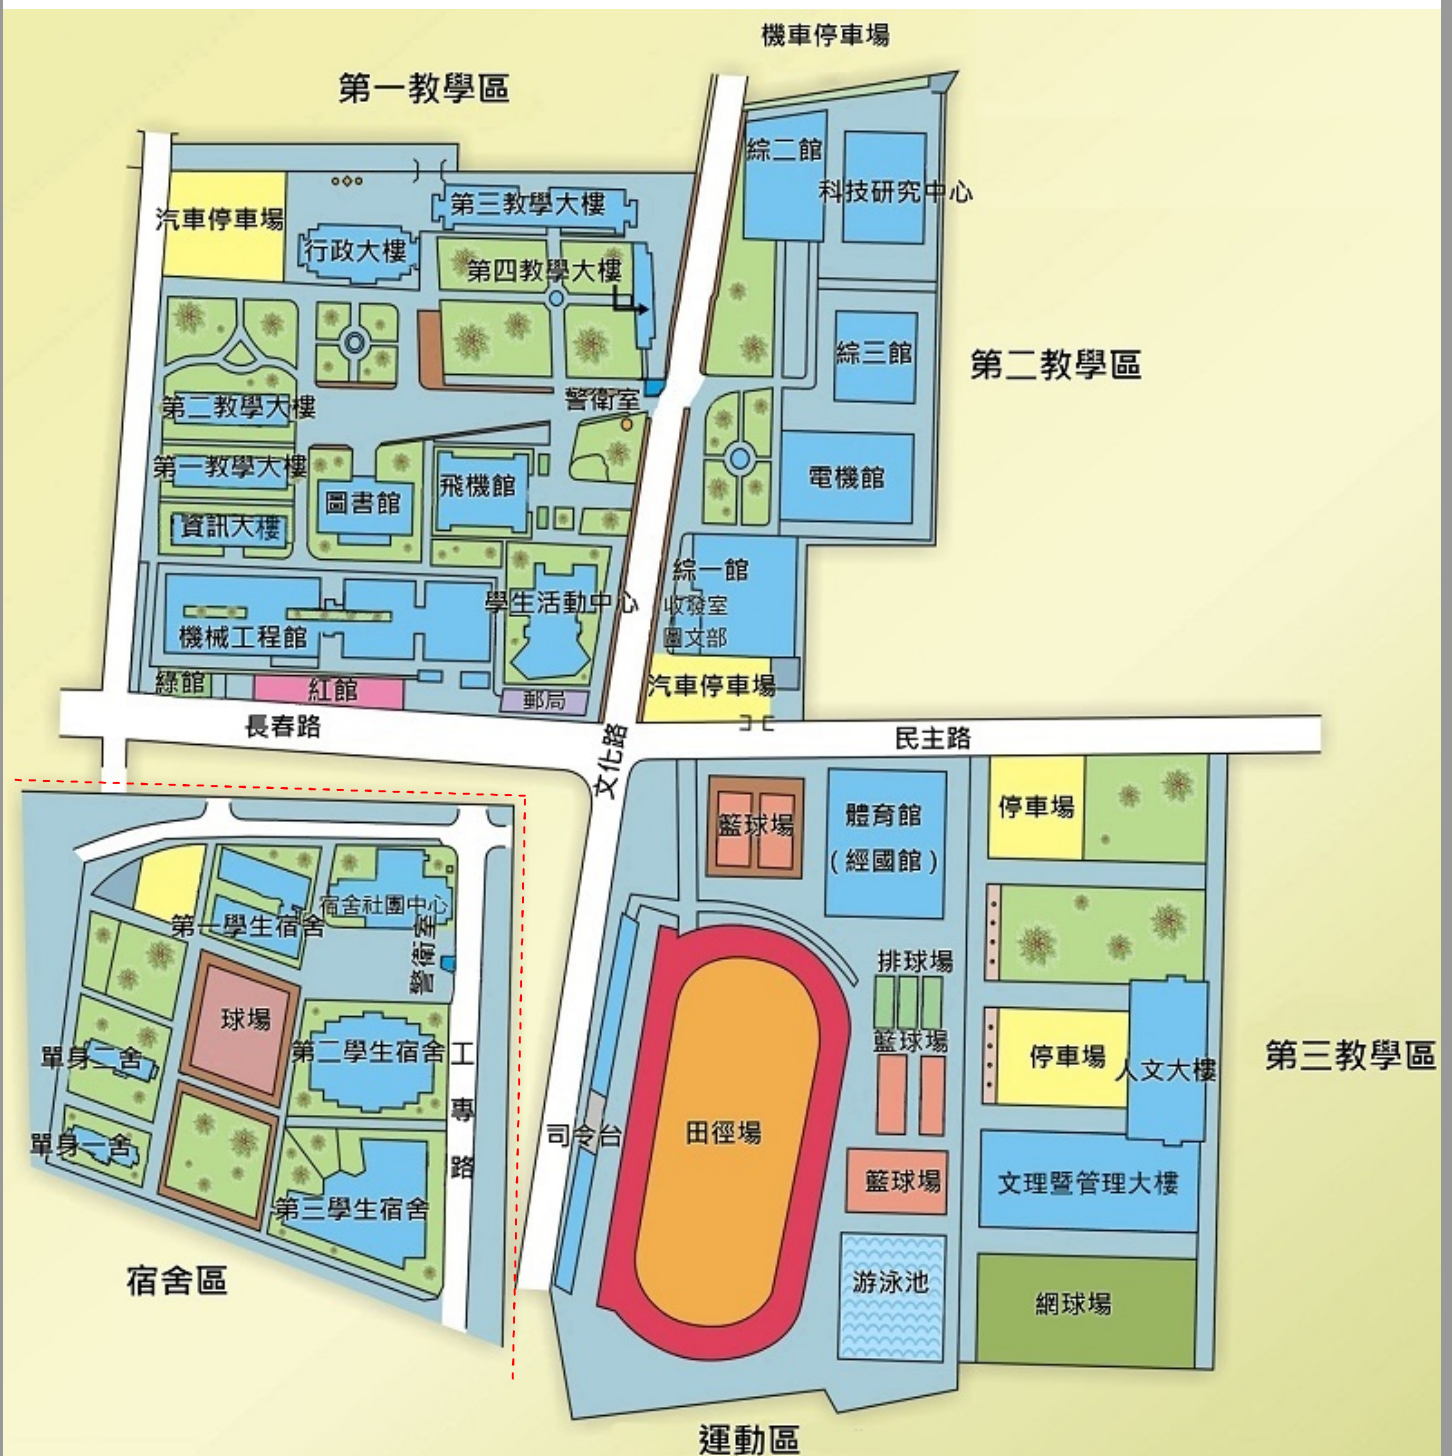 機車停車場
第一教學區
綜二館
科技研究中心
第三教學大樓
汽車停車場
行政大樓
第四教學大樓
綜三館
第二教學區
警衛室
第二教學大樓
第一教學大樓
圖書館
飛機館
電機館
資訊大樓
綜一館
學生活動中心
收發室
圖文部
機械工程館
綠館
紅館
郵局
汽車停車場
長春路
文化路
民主路
籃球場
體育館
(經國館)
停車場
宿舍社團中心
第一學生宿舍
警衛室
排球場
球場
籃球場
第二學生宿舍
單身二舍
工專路
停車場
人文大樓
第三教學區
司令台
田徑場
單身一舍
籃球場
文理暨管理大樓
第三學生宿舍
宿舍區
游泳池
網球場
運動區